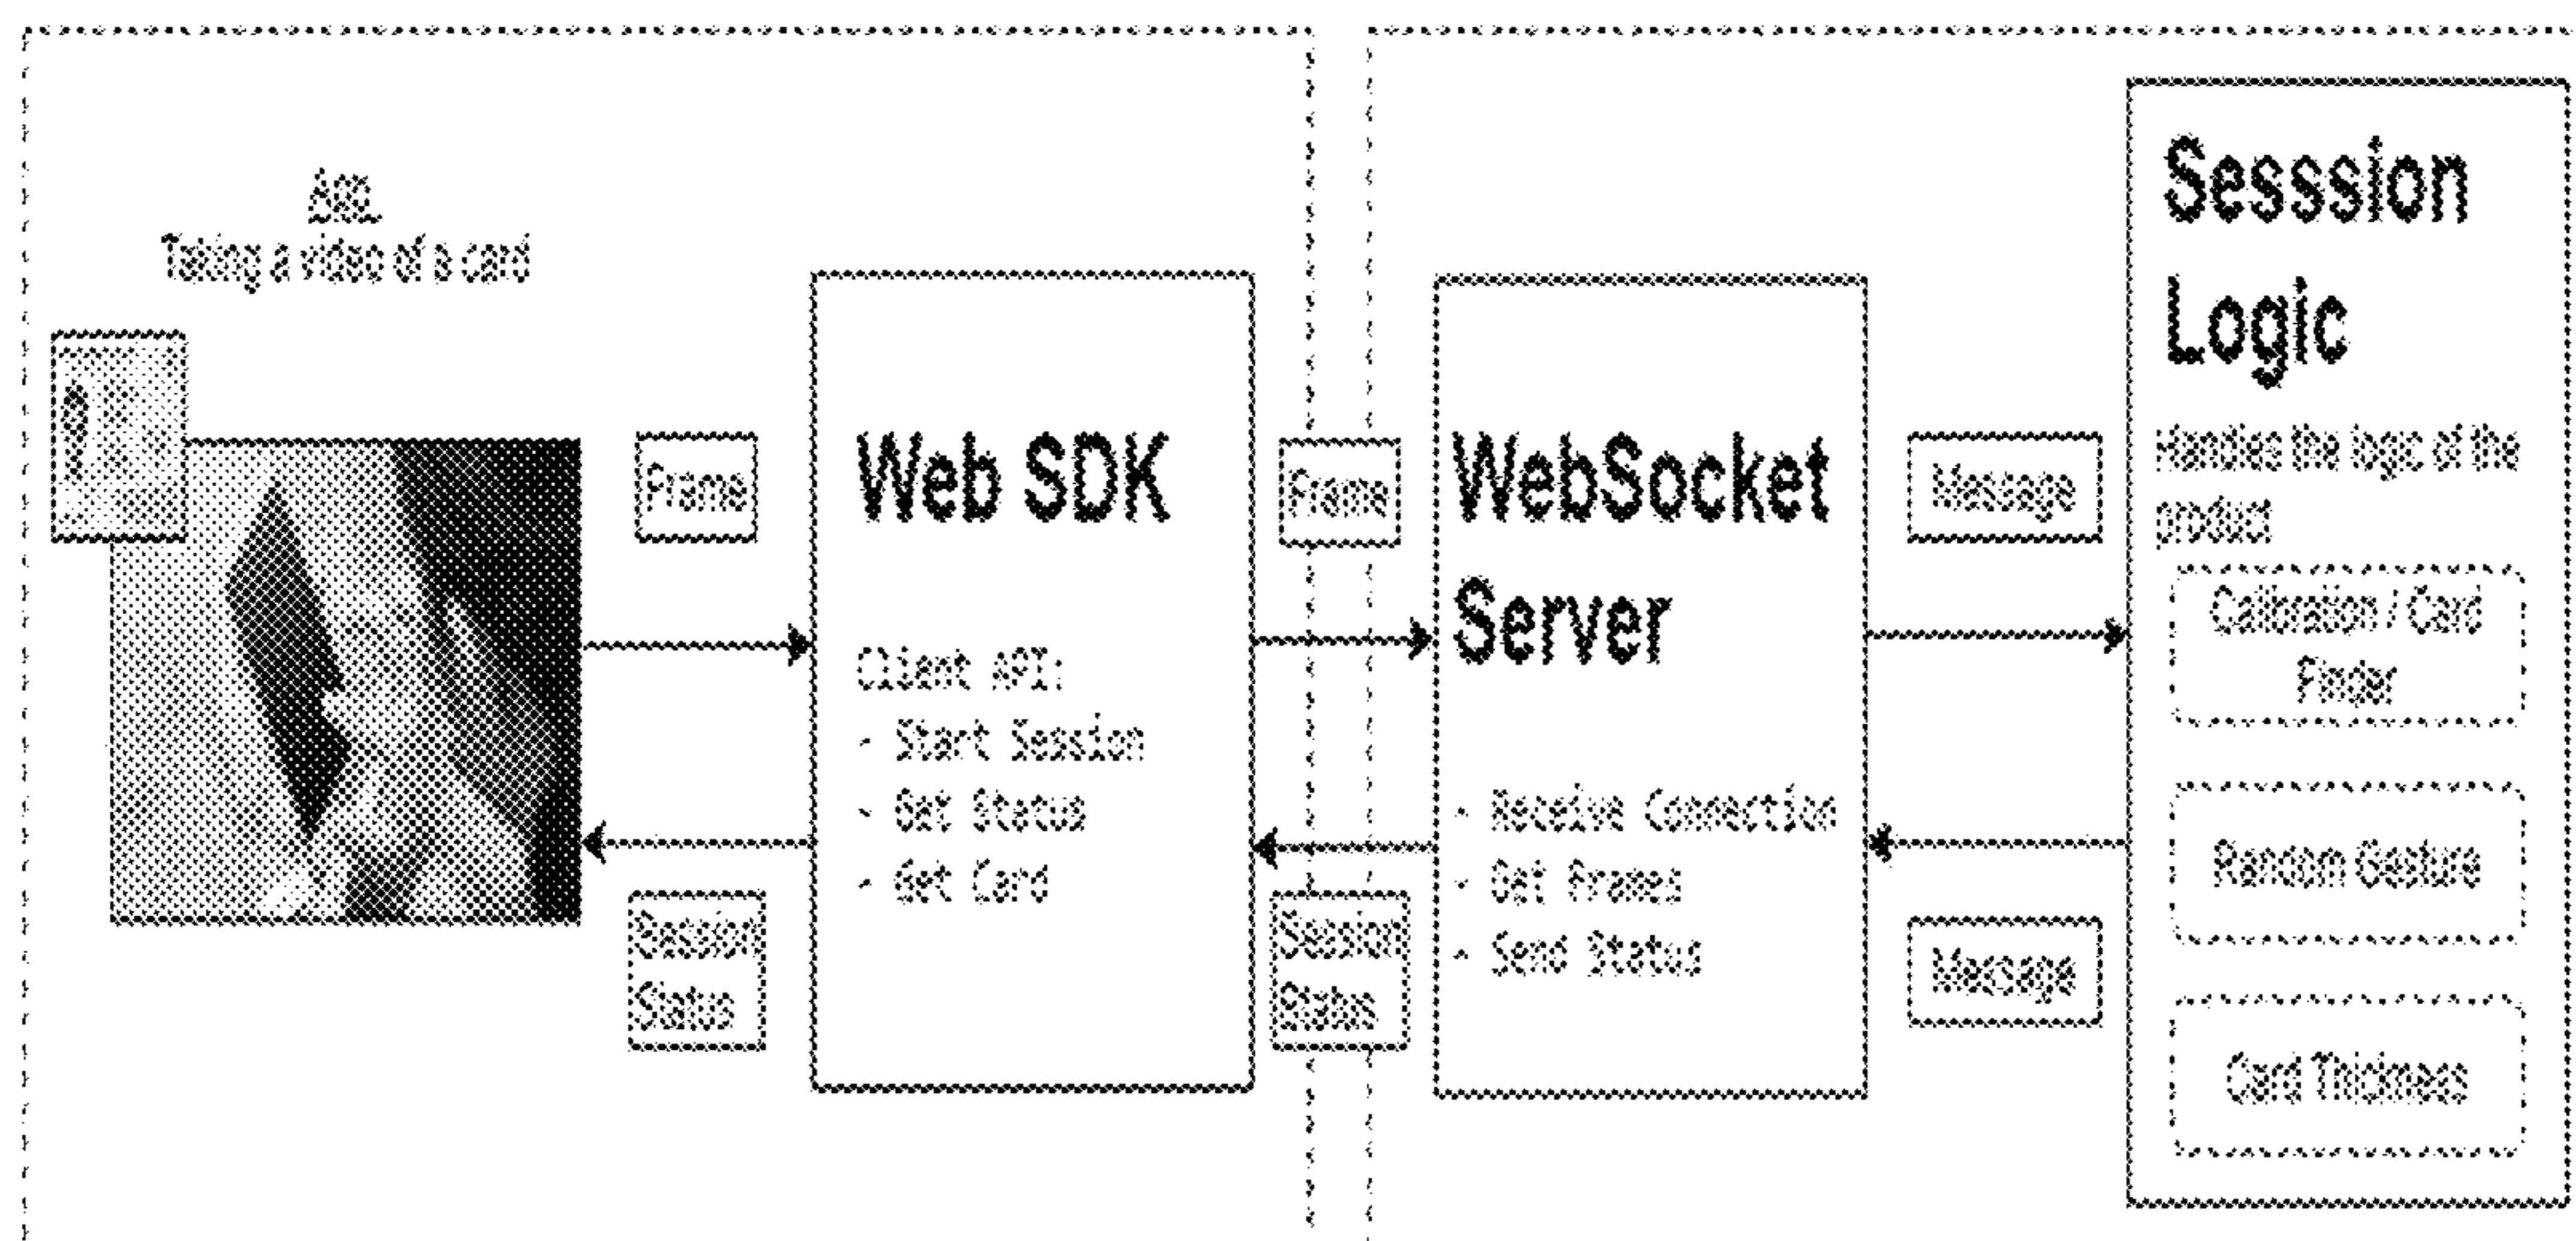 App
Taking a video of a card
Frame
Session
Status
Web SDK
Client API:
- Start Session
- Get Status
- Get Card
Frame
Session
Status
WebSocket
Server
- Receive Connection
- Get Frames
- Send Status
Message
Message
Sesssion
Logic
Handles the logic of the
product
Calibration / Card
Finder
Random Gesture
Card Thickness